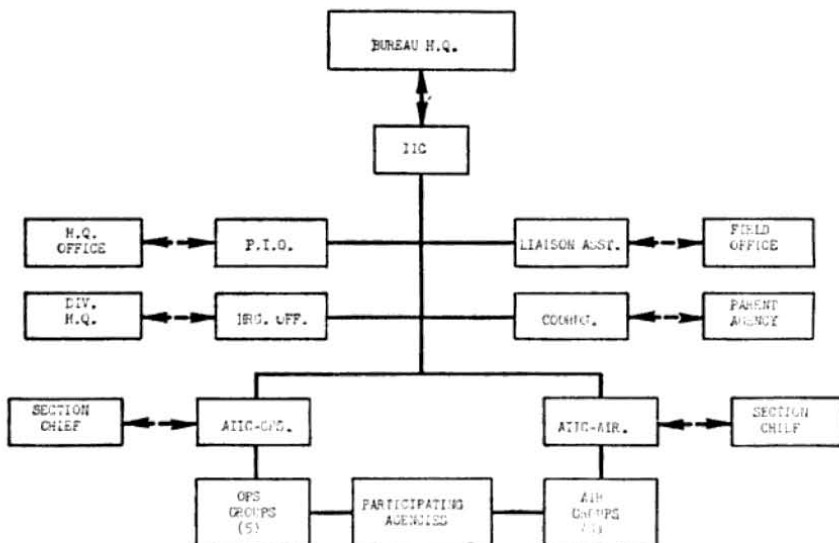 BUREAU H.Q.
IIC
H.Q.
OFFICE
P.I.O.
LIAISON ASST.
FIELD
OFFICE
DIV.
H.Q.
OFF.
PARENT
AGENCY
SECTION
CHIEF
AIIC-OPS.
AIIC-AIR.
SECTION
CHIEF
OPS
GROUPS
(5)
PARTICIPATING
AGENCIES
AIR
GROUPS